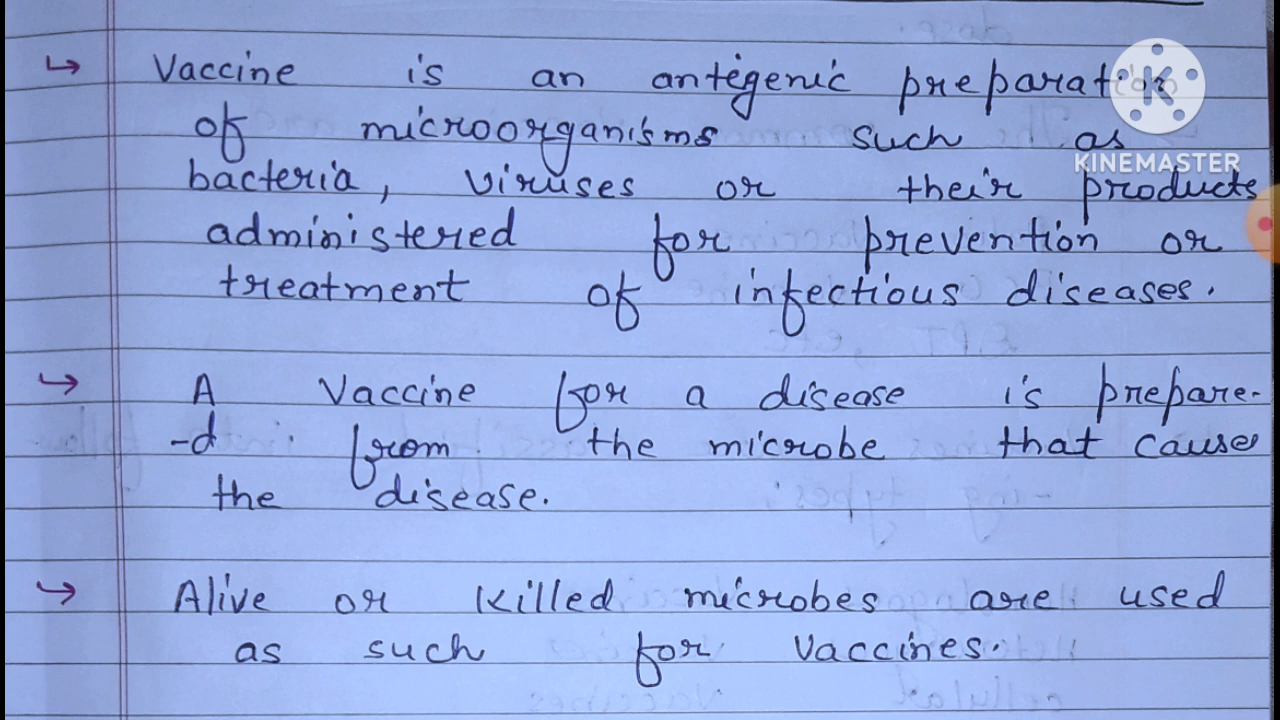 ↳ Vaccine is an antigenic preparation
of microorganisms such as
bacteria, viruses or their products
administered for prevention or
treatment of infectious diseases.
↳ A Vaccine for a disease is prepare-
-d from the microbe that cause
the disease.
↳ Alive or killed microbes are used
as such for vaccines.
K
KINEMASTER